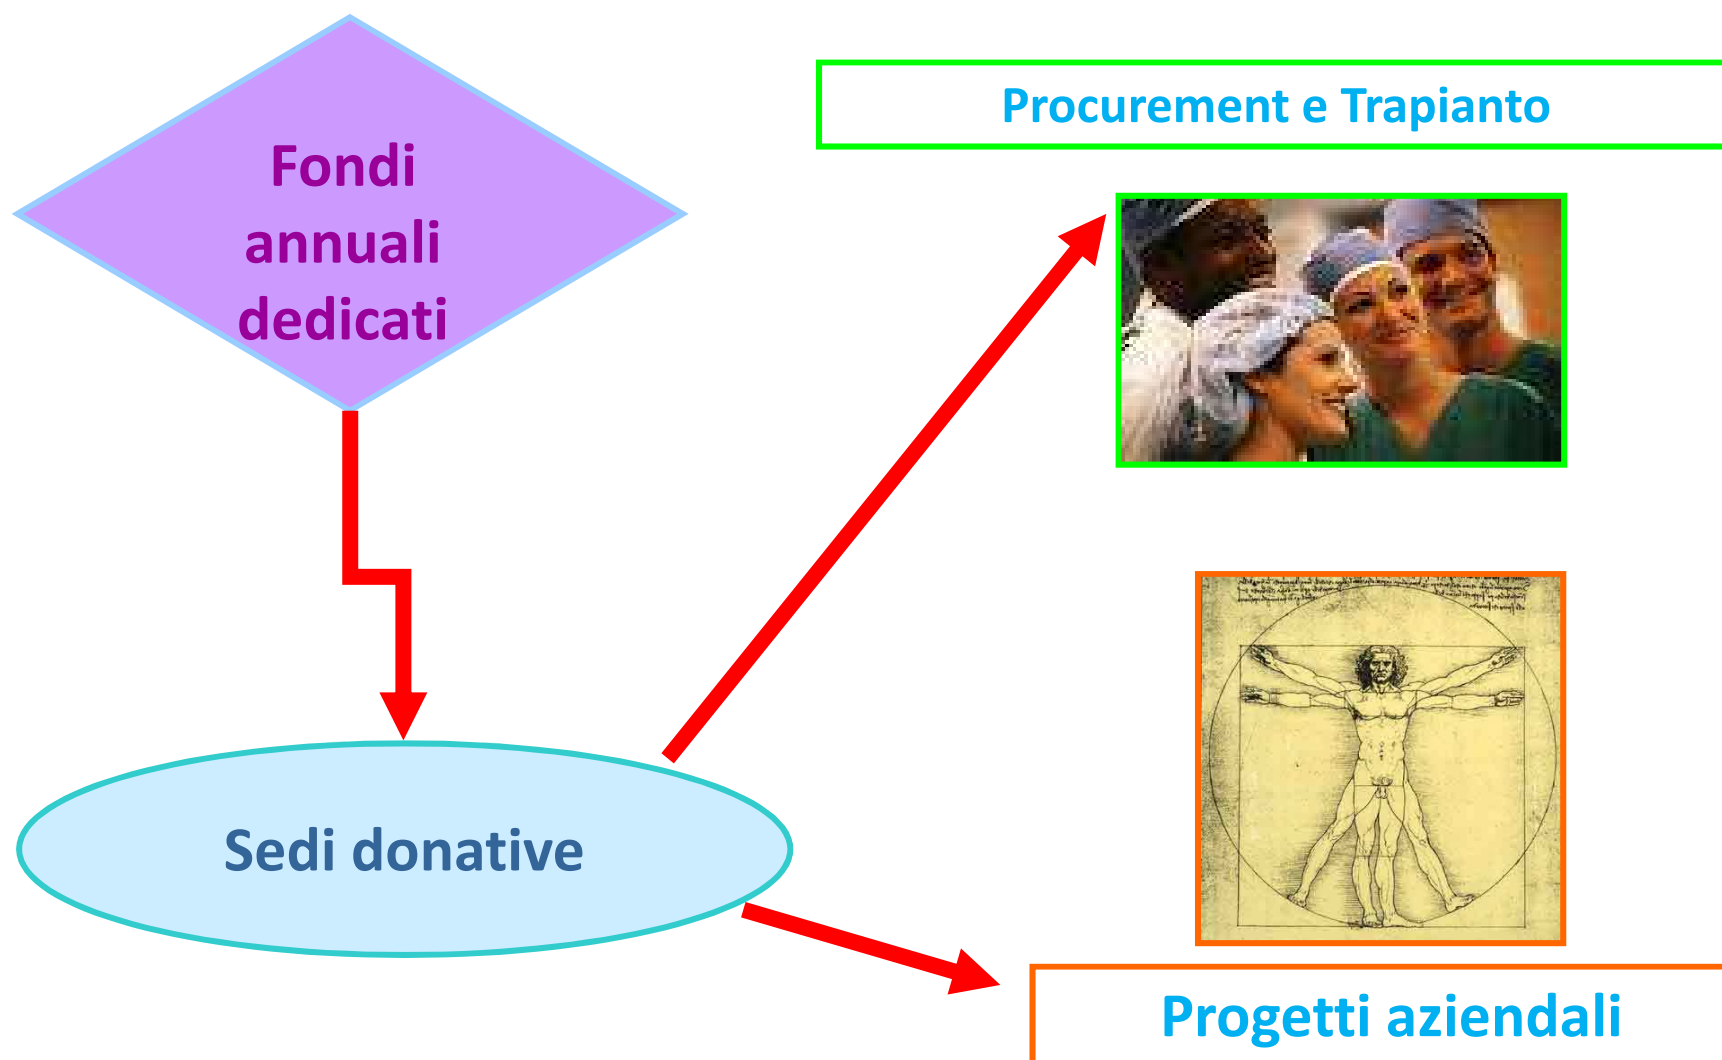 Fondi
annuali
dedicati
Procurement e Trapianto
Sedi donative
Progetti aziendali